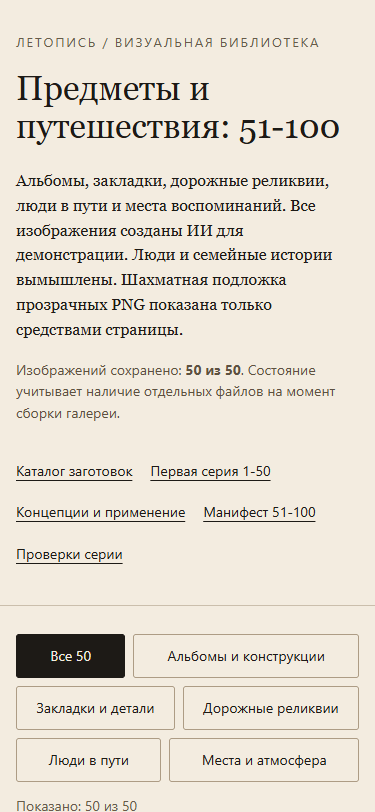 ЛЕТОПИСЬ / ВИЗУАЛЬНАЯ БИБЛИОТЕКА
Предметы и
путешествия: 51-100
Альбомы, закладки, дорожные реликвии,
люди в пути и места воспоминаний. Все
изображения созданы ИИ для
демонстрации. Люди и семейные истории
вымышлены. Шахматная подложка
прозрачных PNG показана только
средствами страницы.
Изображений сохранено: 50 из 50. Состояние
учитывает наличие отдельных файлов на момент
сборки галереи.
Каталог заготовок Первая серия 1-50
Концепции и применение Манифест 51-100
Проверки серии
Все 50 Альбомы и конструкции
Закладки и детали Дорожные реликвии
Люди в пути Места и атмосфера
Показано: 50 из 50